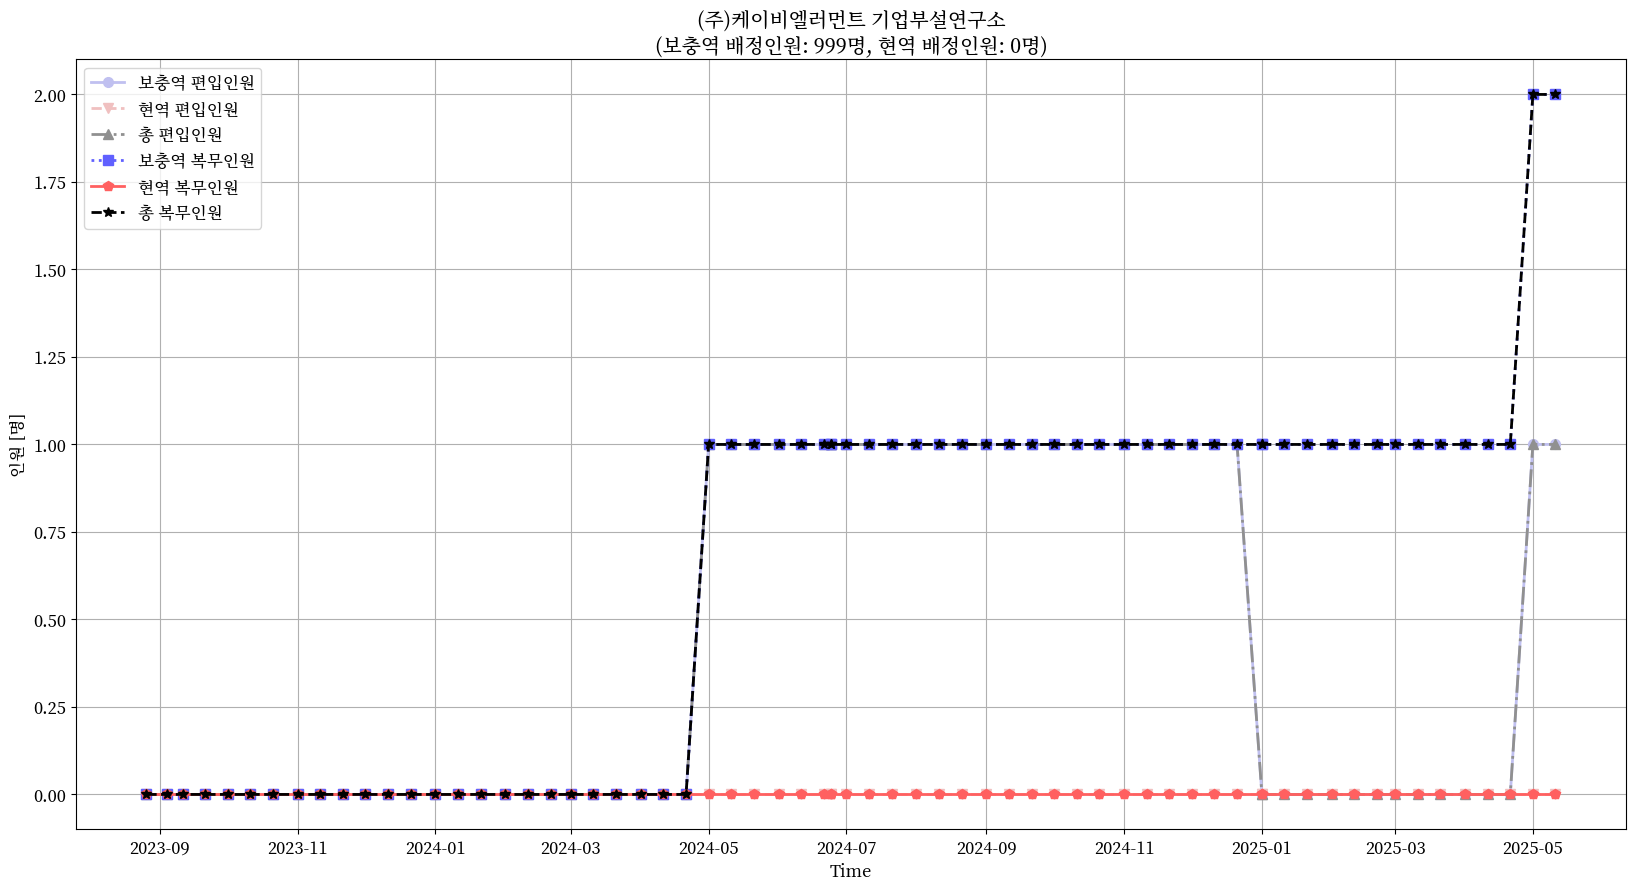 (주)케이비엘러먼트 기업부설연구소
(보충역 배정인원: 999명, 현역 배정인원: 0명)
보충역 편입인원
현역 편입인원
총 편입인원
보충역 복무인원
현역 복무인원
총 복무인원
인원 [명]
2.00
1.75
1.50
1.25
1.00
0.75
0.50
0.25
0.00
2023-09 2023-11 2024-01 2024-03 2024-05 2024-07 2024-09 2024-11 2025-01 2025-03 2025-05
Time